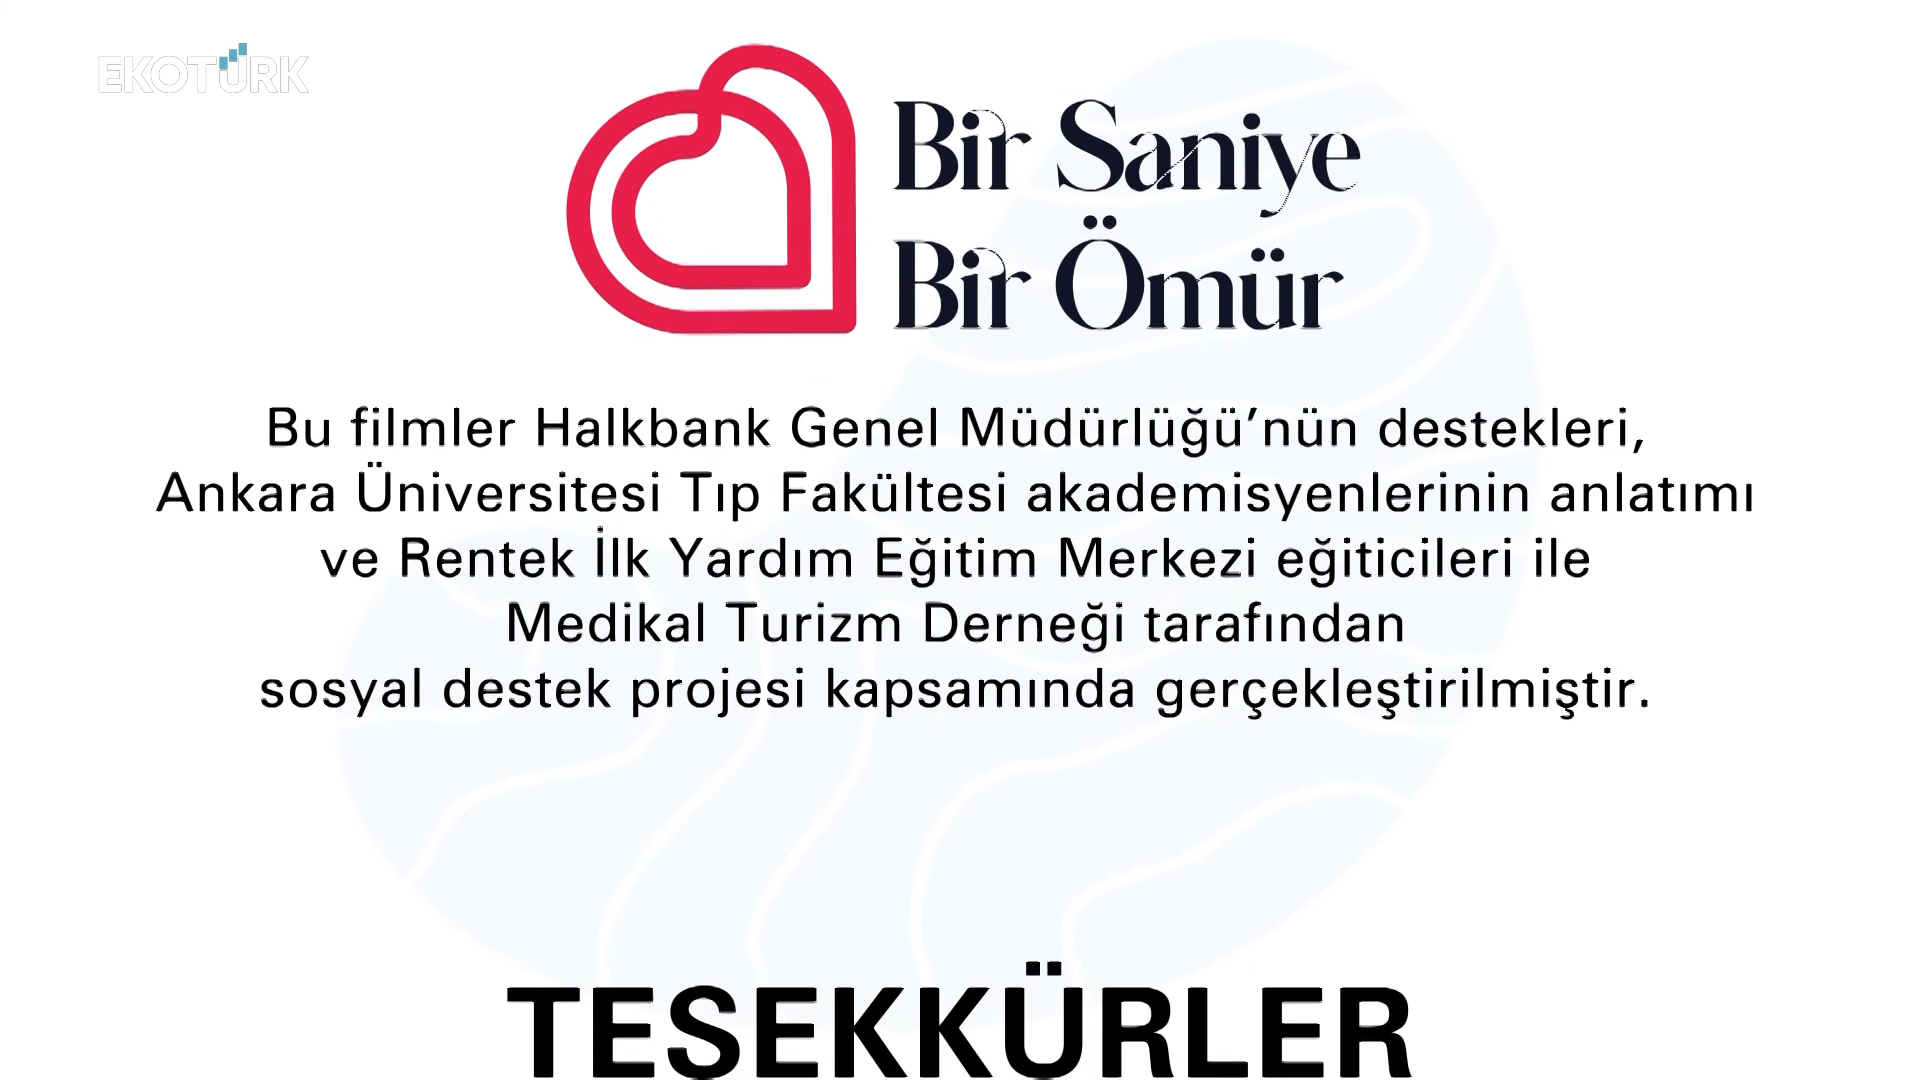 EKOTÜRK
Bir Saniye
Bir Ömür
Bu filmler Halkbank Genel Müdürlüğü’nün destekleri,
Ankara Üniversitesi Tıp Fakültesi akademisyenlerinin anlatımı
ve Rentek İlk Yardım Eğitim Merkezi eğiticileri ile
Medikal Turizm Derneği tarafından
sosyal destek projesi kapsamında gerçekleştirilmiştir.
TEŞEKKÜRLER